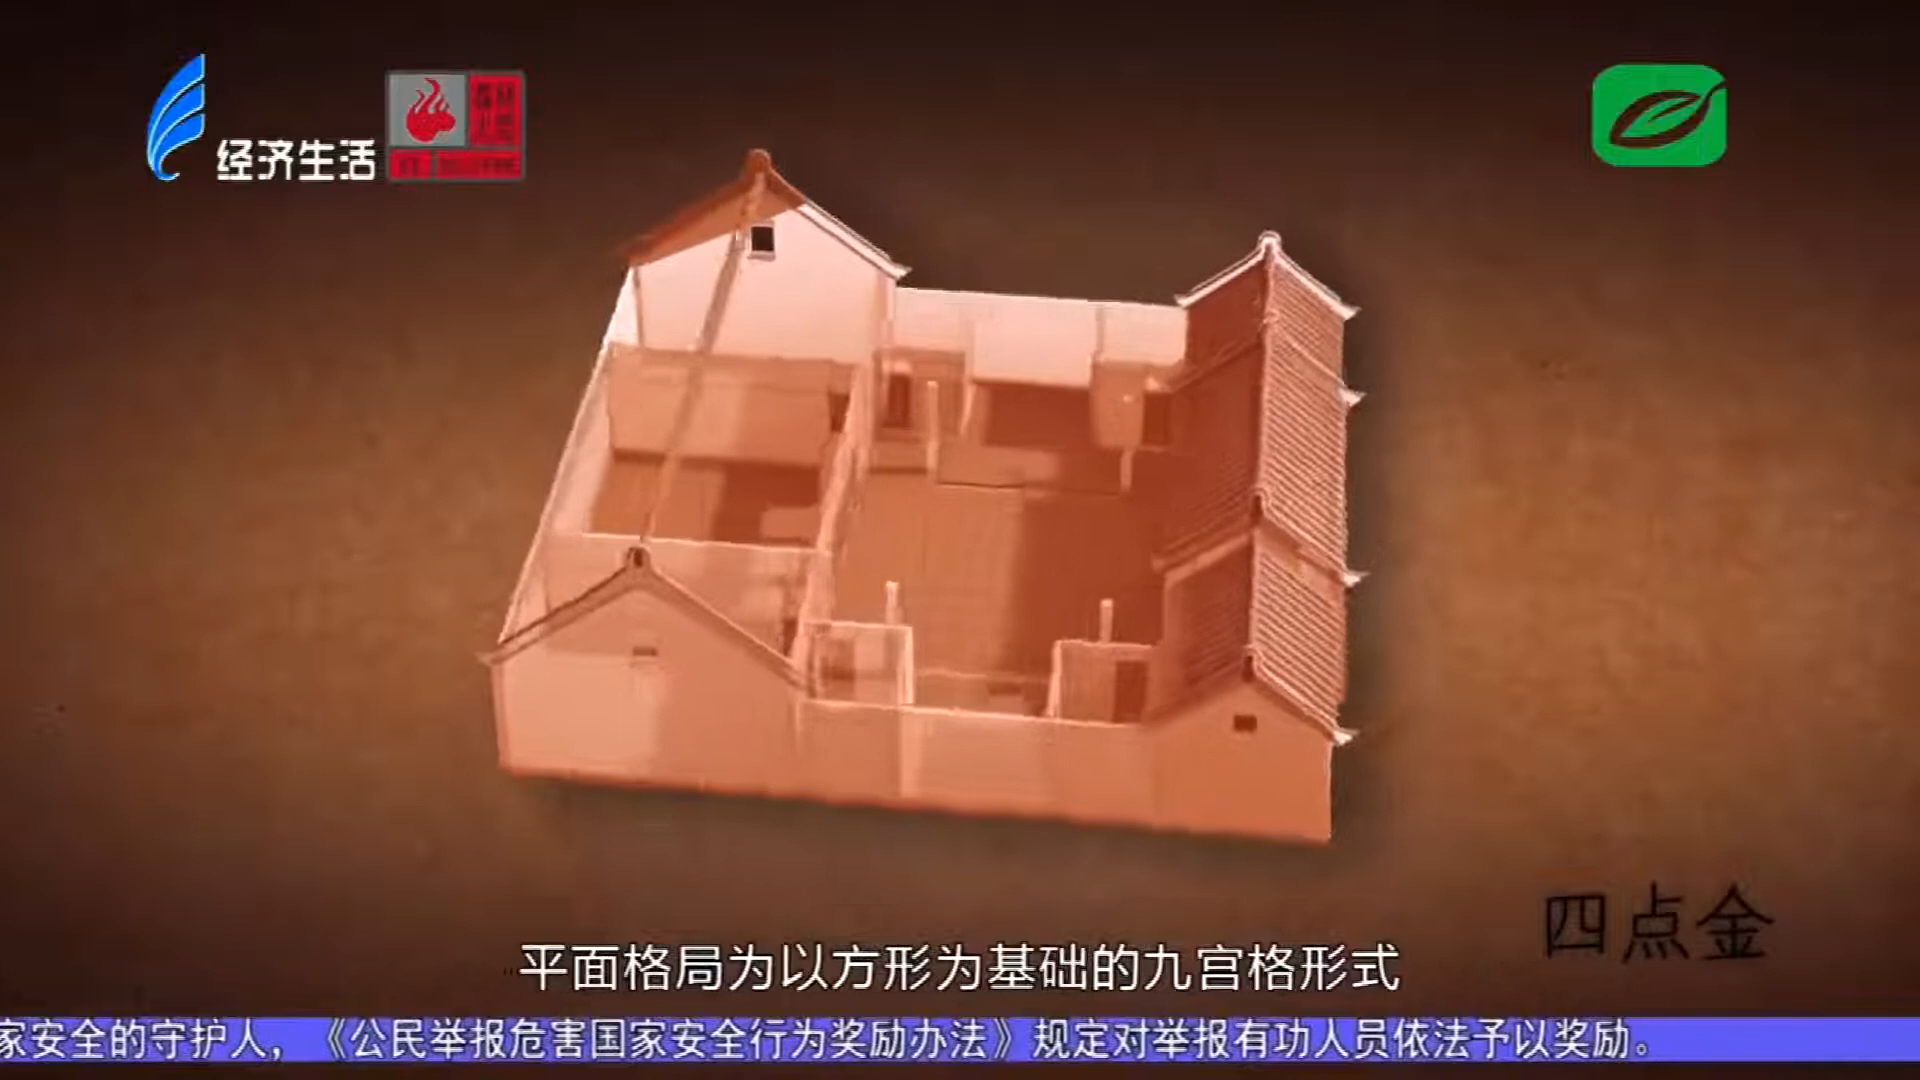 经济生活
四点金
平面格局为以方形为基础的九宫格形式
家安全的守护人，《公民举报危害国家安全行为奖励办法》规定对举报有功人员依法予以奖励。